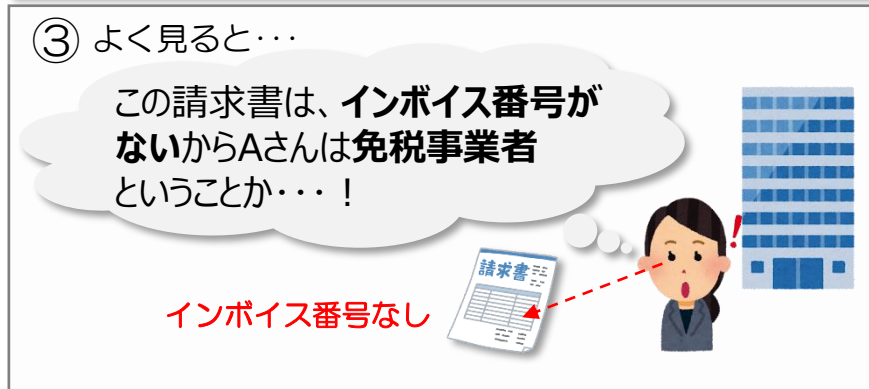 ③ よく見ると・・・
この請求書は、インボイス番号が
ないからAさんは免税事業者
ということか・・・！
請求書
インボイス番号なし